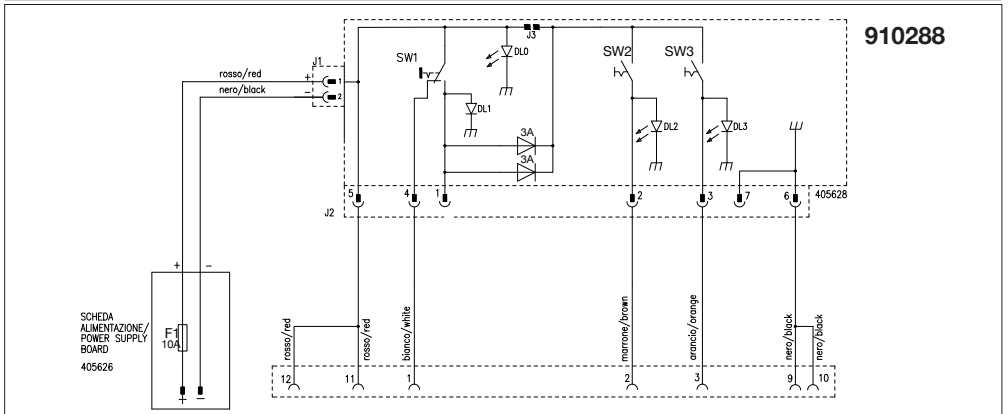 910288
J1
rosso/red
+ 1
nero/black
− 2
SW1
DL0
J3
SW2
SW3
DL1
DL2
DL3
3A
3A
5
4
1
2
3
7
6
405628
J2
+
−
SCHEDA
ALIMENTAZIONE/
POWER SUPPLY
BOARD
405626
F1
10A
+
−
rosso/red
rosso/red
bianco/white
marrone/brown
arancio/orange
nero/black
nero/black
12
11
1
2
3
9
10